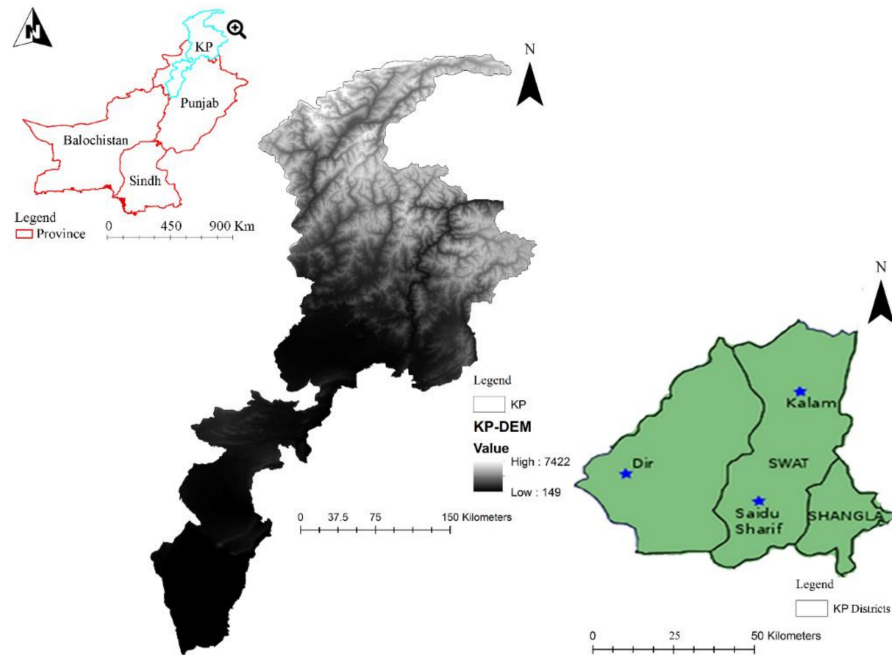 N
KP
Punjab
Balochistan
Sindh
Legend
Province
0 450 900 Km
N
Legend
KP
KP-DEM
Value
High : 7422
Low : 149
0 37.5 75 150 Kilometers
N
Kalam
Dir
SWAT
Saidu
Sharif
SHANGLA
Legend
KP Districts
0 25 50 Kilometers